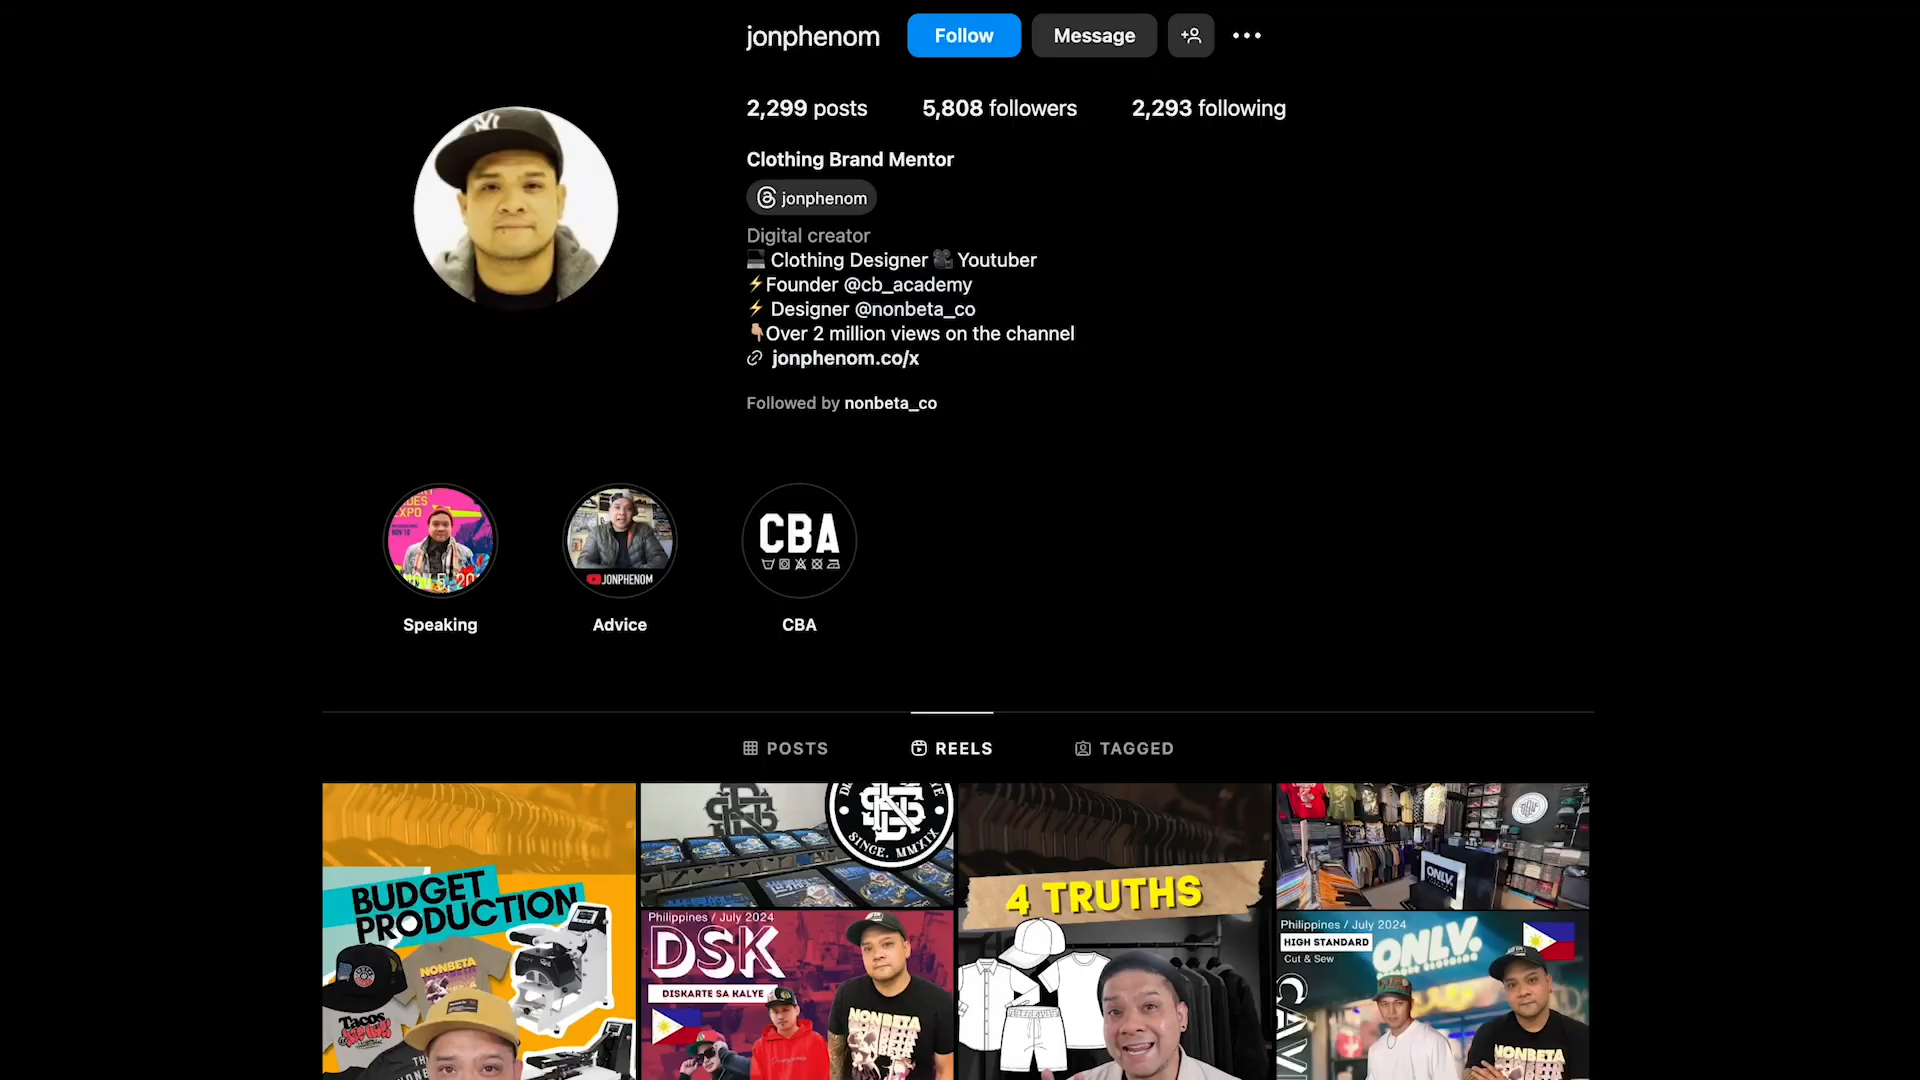 jonphenom
Follow
Message
2,299 posts
5,808 followers
2,293 following
Clothing Brand Mentor
jonphenom
Digital creator
Clothing Designer
Youtuber
Founder @cb_academy
Designer @nonbeta_co
Over 2 million views on the channel
jonphenom.co/x
Followed by nonbeta_co
EXPO
JONPHENOM
CBA
Speaking
Advice
CBA
POSTS
REELS
TAGGED
BUDGET
PRODUCTION
NONBETA
Tacos
SINCE. MMXIX
Philippines / July 2024
DSK
DISKARTE SA KALYE
NONBETA
4 TRUTHS
ONLV.
Philippines / July 2024
HIGH STANDARD
Cut & Sew
ONLV.
NONBETA